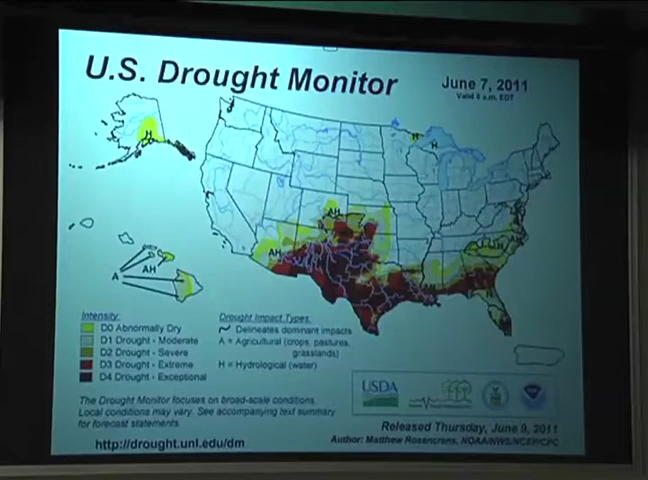 U.S. Drought Monitor
June 7, 2011
Valid 8 a.m. EDT
H
H
H
AH
AH
AH
AH
A
AH
Intensity:
D0 Abnormally Dry
D1 Drought - Moderate
D2 Drought - Severe
D3 Drought - Extreme
D4 Drought - Exceptional
Drought Impact Types:
Delineates dominant impacts
A = Agricultural (crops, pastures,
grasslands)
H = Hydrological (water)
The Drought Monitor focuses on broad-scale conditions.
Local conditions may vary. See accompanying text summary
for forecast statements.
http://drought.unl.edu/dm
USDA
Released Thursday, June 9, 2011
Author: Matthew Rosencrans, NOAA/NWS/NCEP/CPC